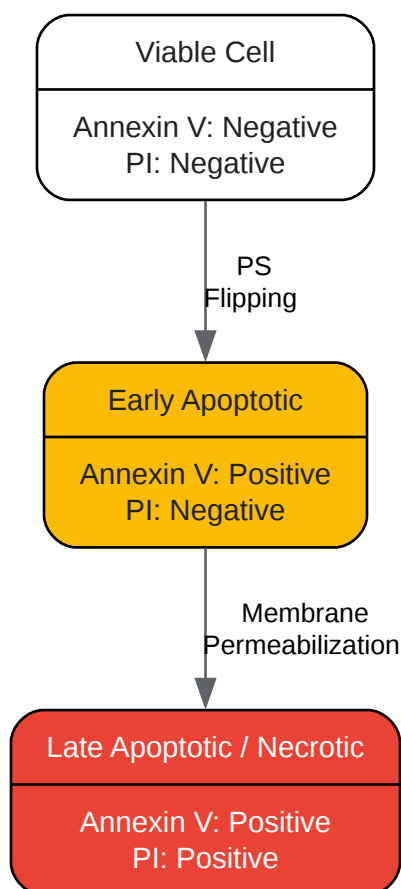 Viable Cell
Annexin V: Negative
PI: Negative
PS
Flipping
Early Apoptotic
Annexin V: Positive
PI: Negative
Membrane
Permeabilization
Late Apoptotic / Necrotic
Annexin V: Positive
PI: Positive